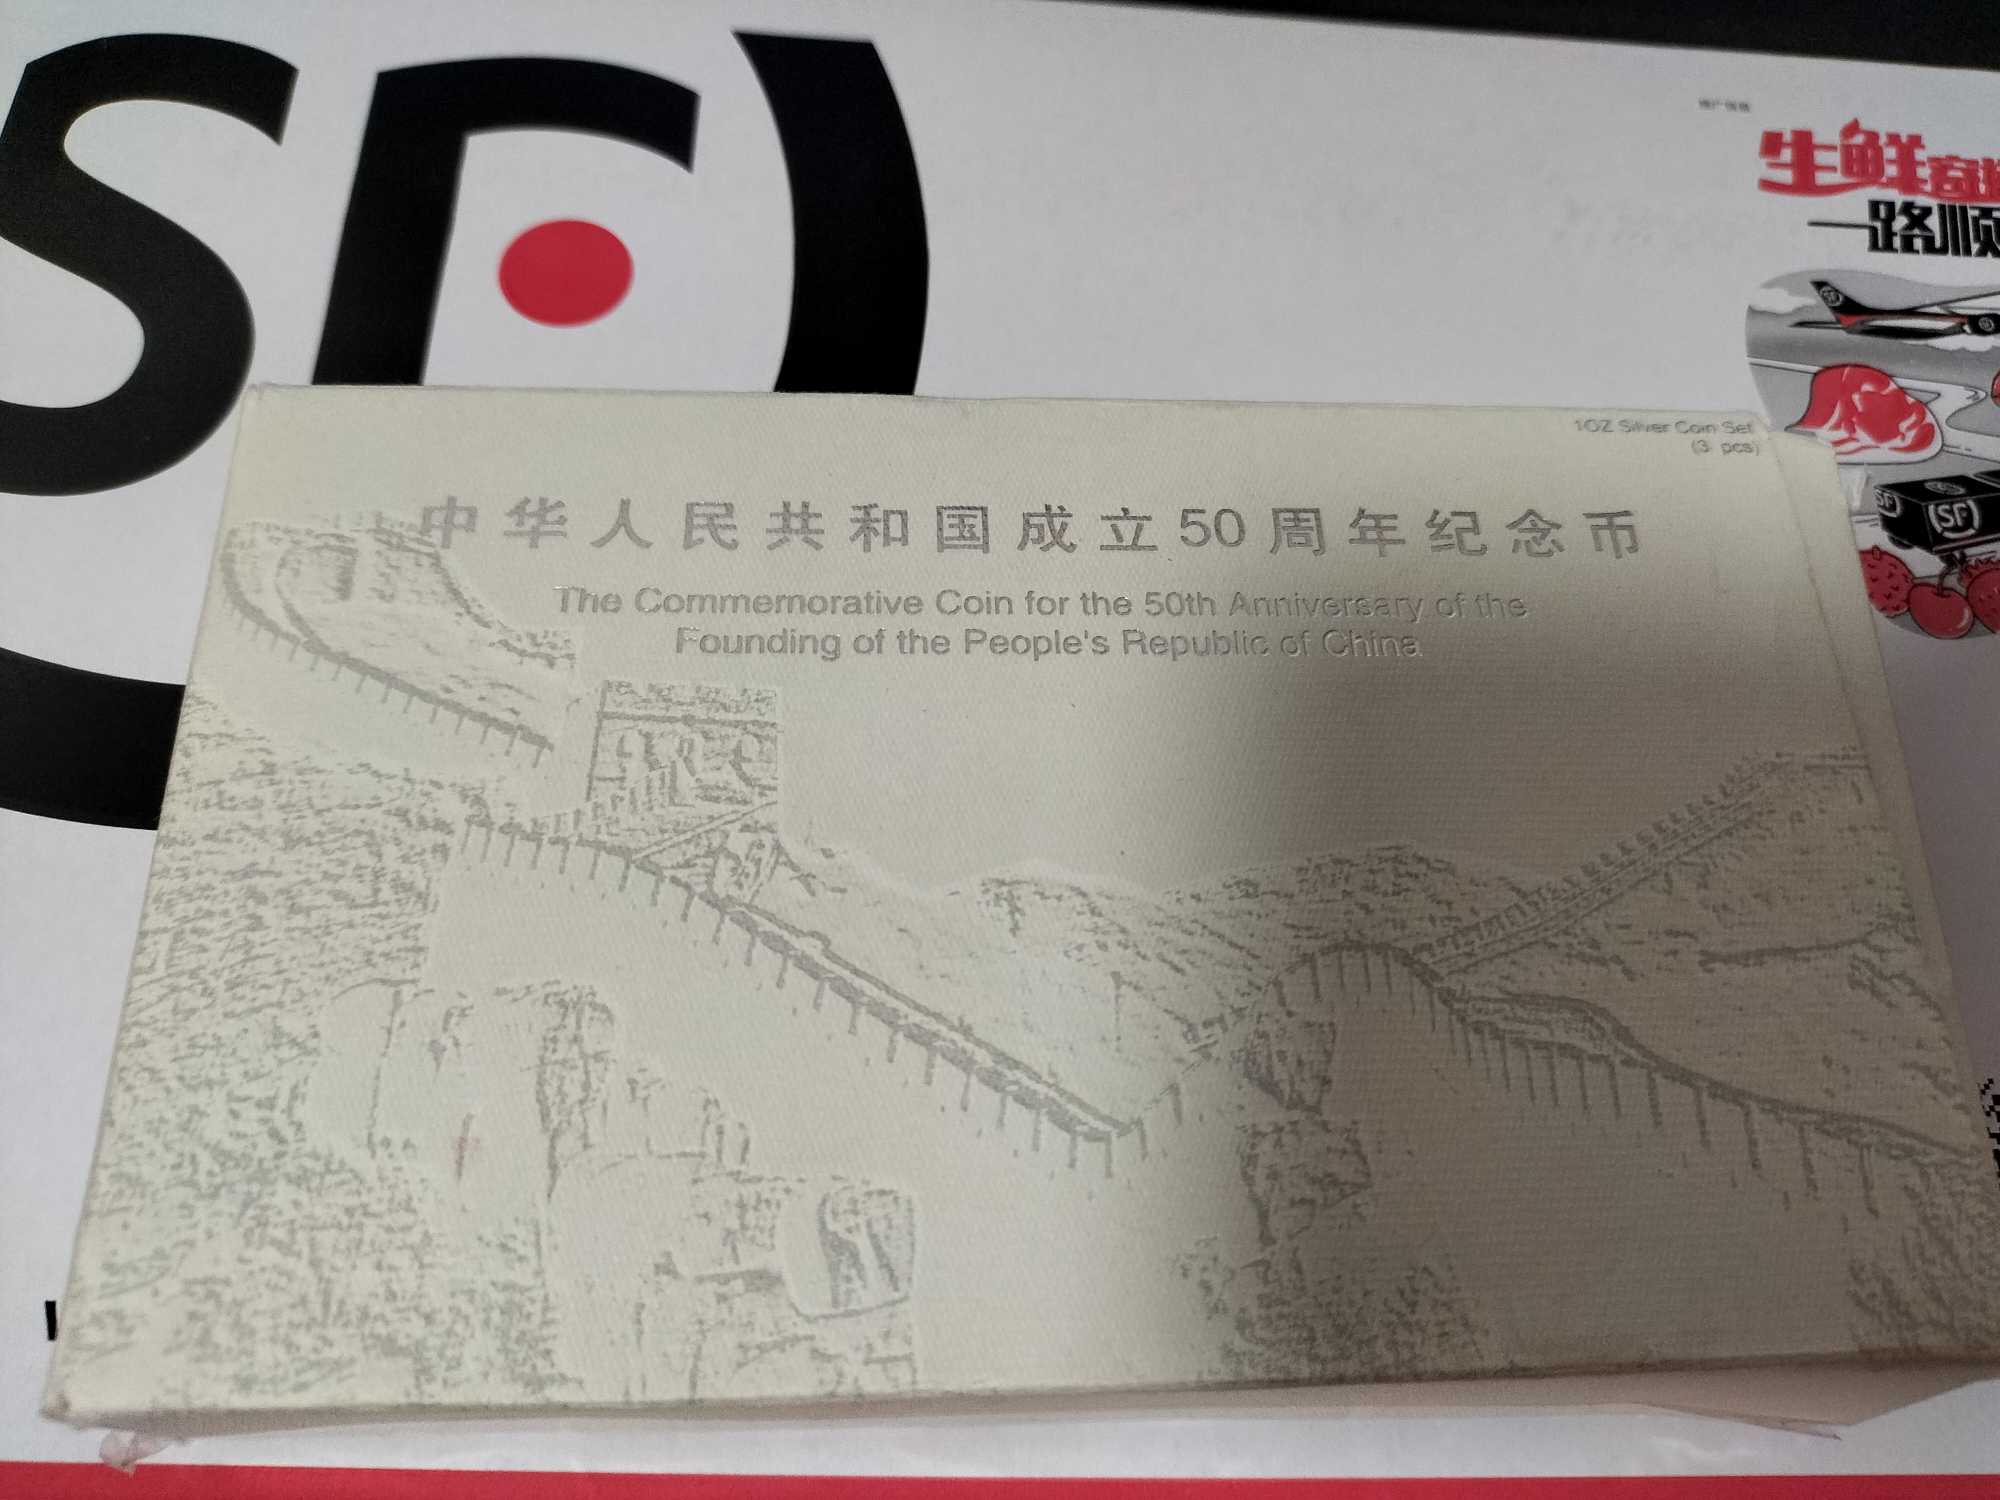 SF
生鲜寄
一路顺
SF
SF
(SF)
1OZ Silver Coin Set
(3 pcs)
中华人民共和国成立50周年纪念币
The Commemorative Coin for the 50th Anniversary of the
Founding of the People's Republic of China